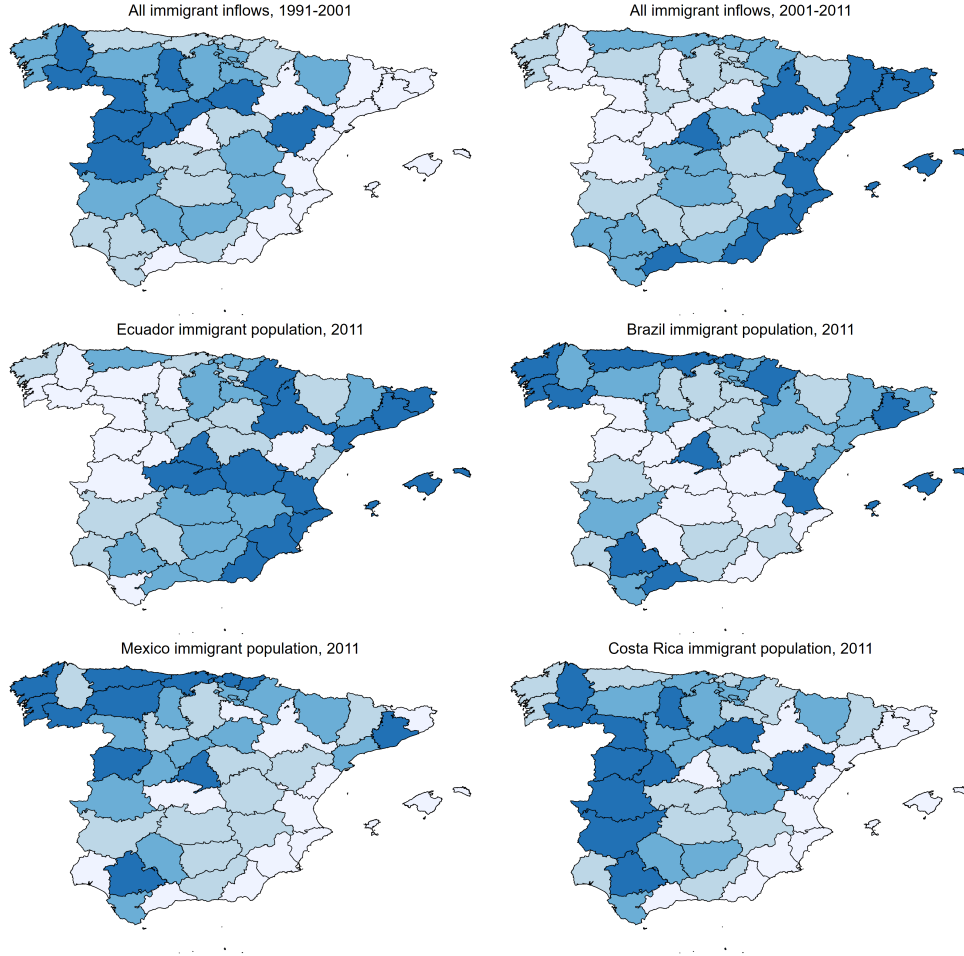 All immigrant inflows, 1991-2001
All immigrant inflows, 2001-2011
Ecuador immigrant population, 2011
Brazil immigrant population, 2011
Mexico immigrant population, 2011
Costa Rica immigrant population, 2011